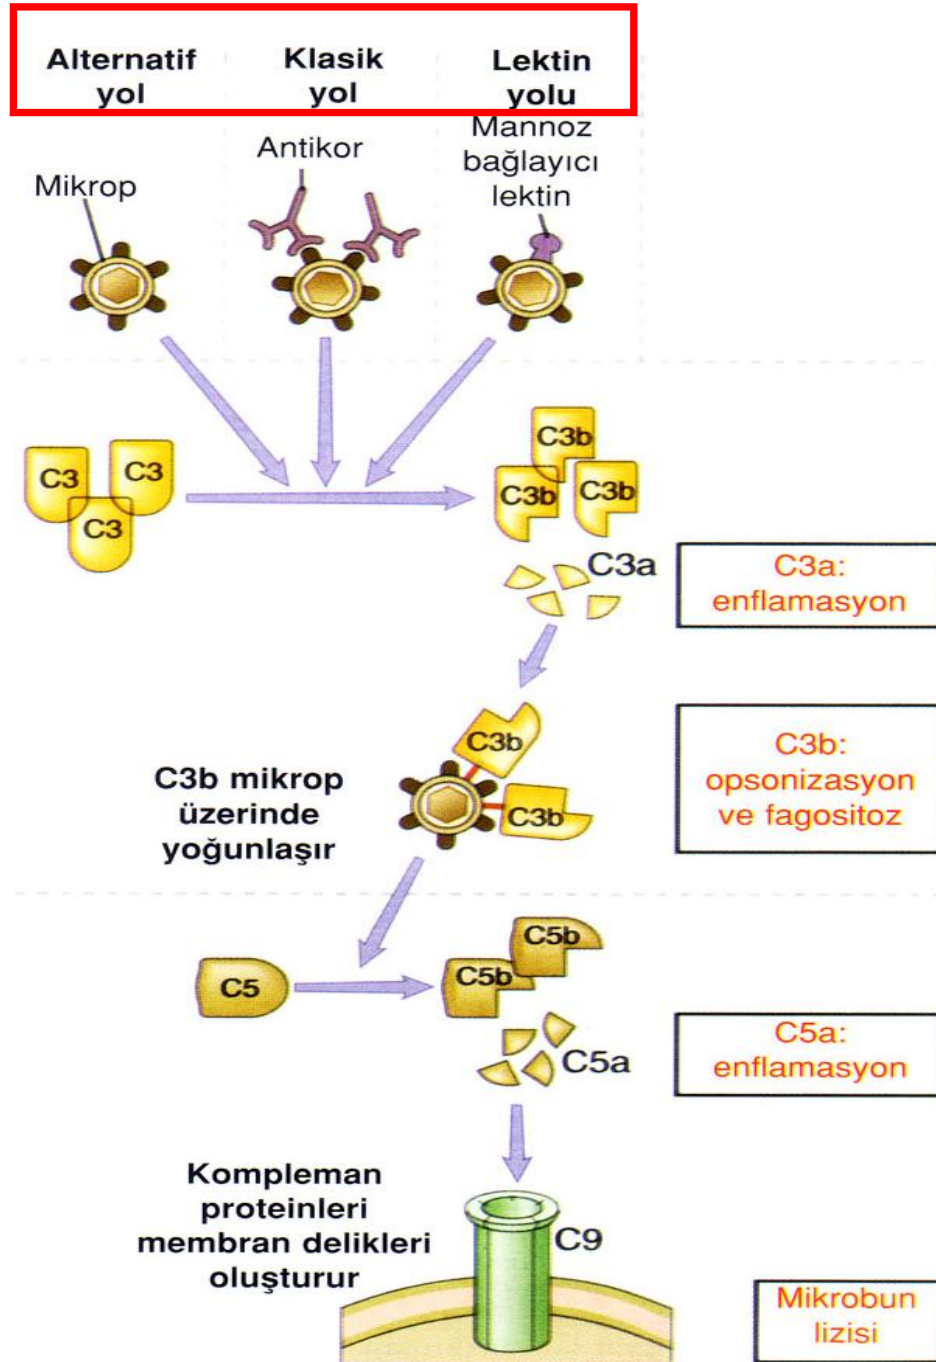 Alternatif
yol
Klasik
yol
Lektin
yolu
Mikrop
Antikor
Mannoz
bağlayıcı
lektin
C3
C3
C3
C3b
C3b
C3b
C3a
C3a:
enflamasyon
C3b
C3b
C3b mikrop
üzerinde
yoğunlaşır
C3b:
opsonizasyon
ve fagositoz
C5
C5b
C5b
C5a
C5a:
enflamasyon
Kompleman
proteinleri
membran delikleri
oluşturur
C9
Mikrobun
lizisi